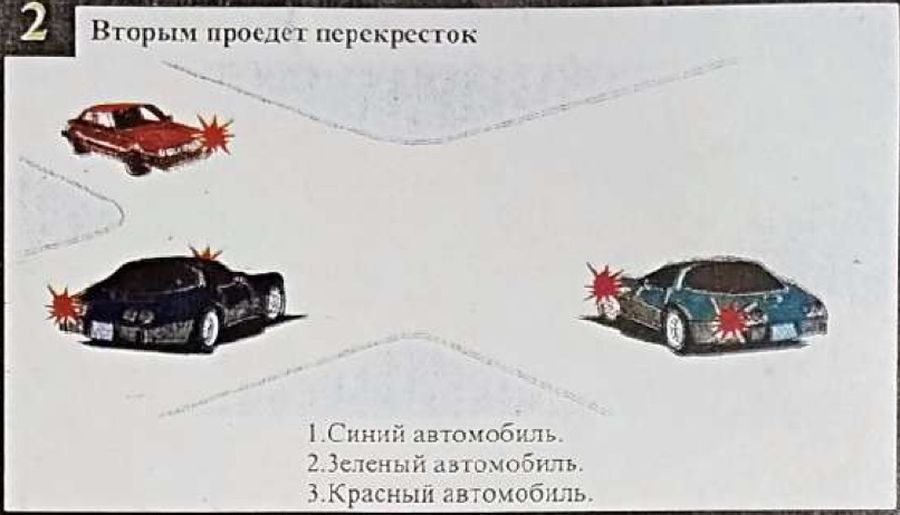 2
Вторым проедет перекресток
1.Синий автомобиль.
2.Зеленый автомобиль.
3.Красный автомобиль.